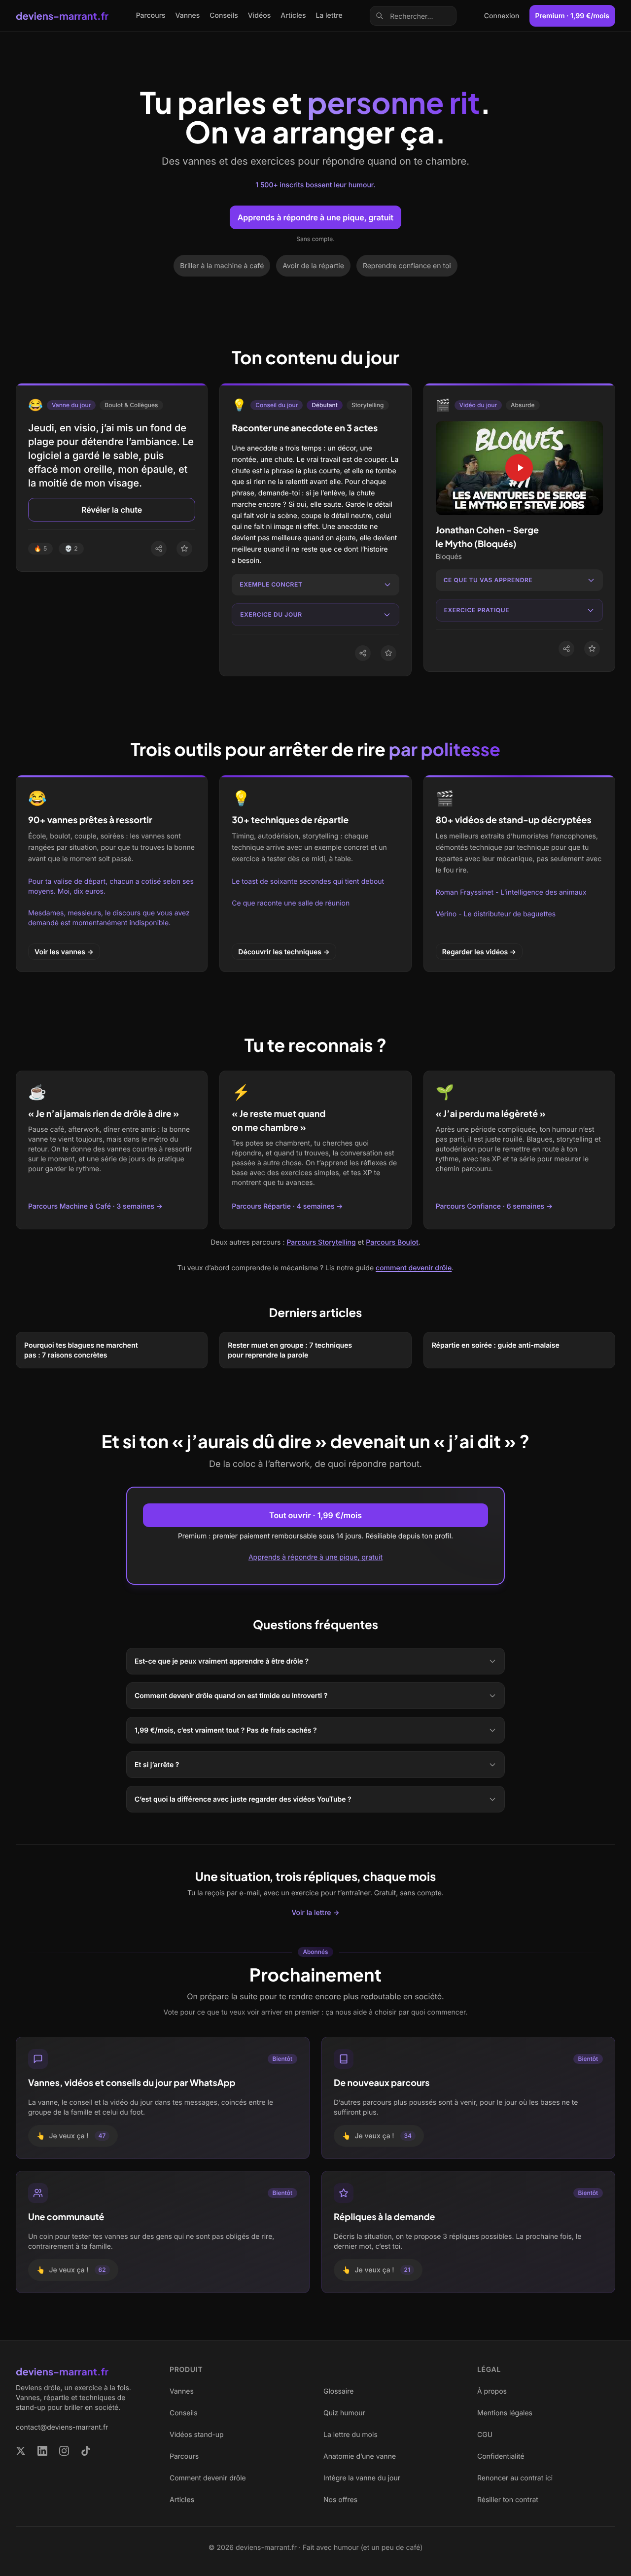 deviens-marrant.fr
Parcours
Vannes
Conseils
Vidéos
Articles
La lettre
Rechercher...
Connexion
Premium · 1,99 €/mois
Tu parles et personne rit.
On va arranger ça.
Des vannes et des exercices pour répondre quand on te chambre.
1 500+ inscrits bossent leur humour.
Apprends à répondre à une pique, gratuit
Sans compte.
Briller à la machine à café
Avoir de la répartie
Reprendre confiance en toi
Ton contenu du jour
Vanne du jour
Boulot & Collègues
Jeudi, en visio, j’ai mis un fond de
plage pour détendre l’ambiance. Le
logiciel a gardé le sable, puis
effacé mon oreille, mon épaule, et
la moitié de mon visage.
Révéler la chute
🔥 5
💀 2
Conseil du jour
Débutant
Storytelling
Raconter une anecdote en 3 actes
Une anecdote a trois temps : un décor, une
montée, une chute. Le vrai travail est de couper. La
chute est la phrase la plus courte, et elle ne tombe
que si rien ne la ralentit avant elle. Pour chaque
phrase, demande-toi : si je l’enlève, la chute
marche encore ? Si oui, elle saute. Garde le détail
qui fait voir la scène, coupe le détail neutre, celui
qui ne fait ni image ni effet. Une anecdote ne
devient pas meilleure quand on ajoute, elle devient
meilleure quand il ne reste que ce dont l’histoire
a besoin.
EXEMPLE CONCRET
EXERCICE DU JOUR
Vidéo du jour
Absurde
BLOQUÉS
#71
LES AVENTURES DE SERGE
LE MYTHO ET STEVE JOBS
Jonathan Cohen - Serge
le Mytho (Bloqués)
Bloqués
CE QUE TU VAS APPRENDRE
EXERCICE PRATIQUE
Trois outils pour arrêter de rire par politesse
90+ vannes prêtes à ressortir
École, boulot, couple, soirées : les vannes sont
rangées par situation, pour que tu trouves la bonne
avant que le moment soit passé.
Pour ta valise de départ, chacun a cotisé selon ses
moyens. Moi, dix euros.
Mesdames, messieurs, le discours que vous avez
demandé est momentanément indisponible.
Voir les vannes →
30+ techniques de répartie
Timing, autodérision, storytelling : chaque
technique arrive avec un exemple concret et un
exercice à tester dès ce midi, à table.
Le toast de soixante secondes qui tient debout
Ce que raconte une salle de réunion
Découvrir les techniques →
80+ vidéos de stand-up décryptées
Les meilleurs extraits d’humoristes francophones,
démontés technique par technique pour que tu
repartes avec leur mécanique, pas seulement avec
le fou rire.
Roman Frayssinet - L’intelligence des animaux
Vérino - Le distributeur de baguettes
Regarder les vidéos →
Tu te reconnais ?
« Je n’ai jamais rien de drôle à dire »
Pause café, afterwork, dîner entre amis : la bonne
vanne te vient toujours, mais dans le métro du
retour. On te donne des vannes courtes à ressortir
sur le moment, et une série de jours de pratique
pour garder le rythme.
Parcours Machine à Café · 3 semaines →
« Je reste muet quand
on me chambre »
Tes potes se chambrent, tu cherches quoi
répondre, et quand tu trouves, la conversation est
passée à autre chose. On t’apprend les réflexes de
base avec des exercices simples, et tes XP te
montrent que tu avances.
Parcours Répartie · 4 semaines →
« J’ai perdu ma légèreté »
Après une période compliquée, ton humour n’est
pas parti, il est juste rouillé. Blagues, storytelling et
autodérision pour le remettre en route à ton
rythme, avec tes XP et ta série pour mesurer le
chemin parcouru.
Parcours Confiance · 6 semaines →
Deux autres parcours : Parcours Storytelling et Parcours Boulot.
Tu veux d’abord comprendre le mécanisme ? Lis notre guide comment devenir drôle.
Derniers articles
Pourquoi tes blagues ne marchent
pas : 7 raisons concrètes
Rester muet en groupe : 7 techniques
pour reprendre la parole
Répartie en soirée : guide anti-malaise
Et si ton « j’aurais dû dire » devenait un « j’ai dit » ?
De la coloc à l’afterwork, de quoi répondre partout.
Tout ouvrir · 1,99 €/mois
Premium : premier paiement remboursable sous 14 jours. Résiliable depuis ton profil.
Apprends à répondre à une pique, gratuit
Questions fréquentes
Est-ce que je peux vraiment apprendre à être drôle ?
Comment devenir drôle quand on est timide ou introverti ?
1,99 €/mois, c’est vraiment tout ? Pas de frais cachés ?
Et si j’arrête ?
C’est quoi la différence avec juste regarder des vidéos YouTube ?
Une situation, trois répliques, chaque mois
Tu la reçois par e-mail, avec un exercice pour t’entraîner. Gratuit, sans compte.
Voir la lettre →
Abonnés
Prochainement
On prépare la suite pour te rendre encore plus redoutable en société.
Vote pour ce que tu veux voir arriver en premier : ça nous aide à choisir par quoi commencer.
Bientôt
Vannes, vidéos et conseils du jour par WhatsApp
La vanne, le conseil et la vidéo du jour dans tes messages, coincés entre le
groupe de la famille et celui du foot.
👆 Je veux ça ! 47
Bientôt
De nouveaux parcours
D’autres parcours plus poussés sont à venir, pour le jour où les bases ne te
suffiront plus.
👆 Je veux ça ! 34
Bientôt
Une communauté
Un coin pour tester tes vannes sur des gens qui ne sont pas obligés de rire,
contrairement à ta famille.
👆 Je veux ça ! 62
Bientôt
Répliques à la demande
Décris la situation, on te propose 3 répliques possibles. La prochaine fois, le
dernier mot, c’est toi.
👆 Je veux ça ! 21
deviens-marrant.fr
Deviens drôle, un exercice à la fois.
Vannes, répartie et techniques de
stand-up pour briller en société.
contact@deviens-marrant.fr
PRODUIT
Vannes
Conseils
Vidéos stand-up
Parcours
Comment devenir drôle
Articles
Glossaire
Quiz humour
La lettre du mois
Anatomie d’une vanne
Intègre la vanne du jour
Nos offres
LÉGAL
À propos
Mentions légales
CGU
Confidentialité
Renoncer au contrat ici
Résilier ton contrat
© 2026 deviens-marrant.fr · Fait avec humour (et un peu de café)